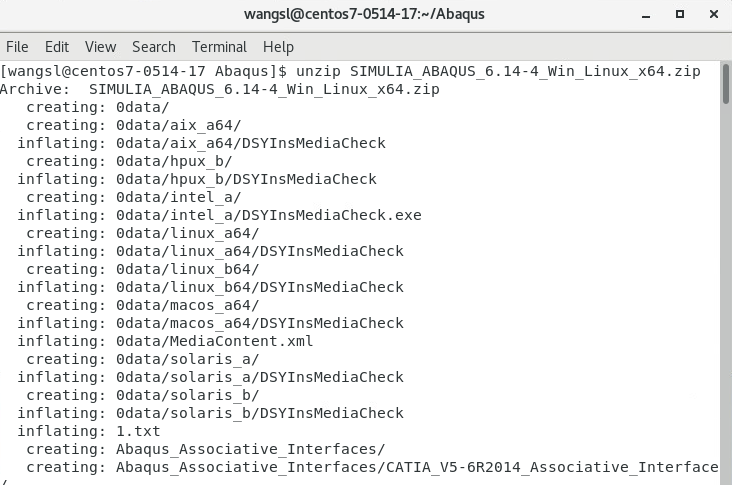 wangsl@centos7-0514-17:~/Abaqus
File Edit View Search Terminal Help
[wangsl@centos7-0514-17 Abaqus]$ unzip SIMULIA_ABAQUS_6.14-4_Win_Linux_x64.zip
Archive:  SIMULIA_ABAQUS_6.14-4_Win_Linux_x64.zip
   creating: 0data/
   creating: 0data/aix_a64/
  inflating: 0data/aix_a64/DSYInsMediaCheck
   creating: 0data/hpux_b/
  inflating: 0data/hpux_b/DSYInsMediaCheck
   creating: 0data/intel_a/
  inflating: 0data/intel_a/DSYInsMediaCheck.exe
   creating: 0data/linux_a64/
  inflating: 0data/linux_a64/DSYInsMediaCheck
   creating: 0data/linux_b64/
  inflating: 0data/linux_b64/DSYInsMediaCheck
   creating: 0data/macos_a64/
  inflating: 0data/macos_a64/DSYInsMediaCheck
  inflating: 0data/MediaContent.xml
   creating: 0data/solaris_a/
  inflating: 0data/solaris_a/DSYInsMediaCheck
   creating: 0data/solaris_b/
  inflating: 0data/solaris_b/DSYInsMediaCheck
  inflating: 1.txt
   creating: Abaqus_Associative_Interfaces/
   creating: Abaqus_Associative_Interfaces/CATIA_V5-6R2014_Associative_Interface
/